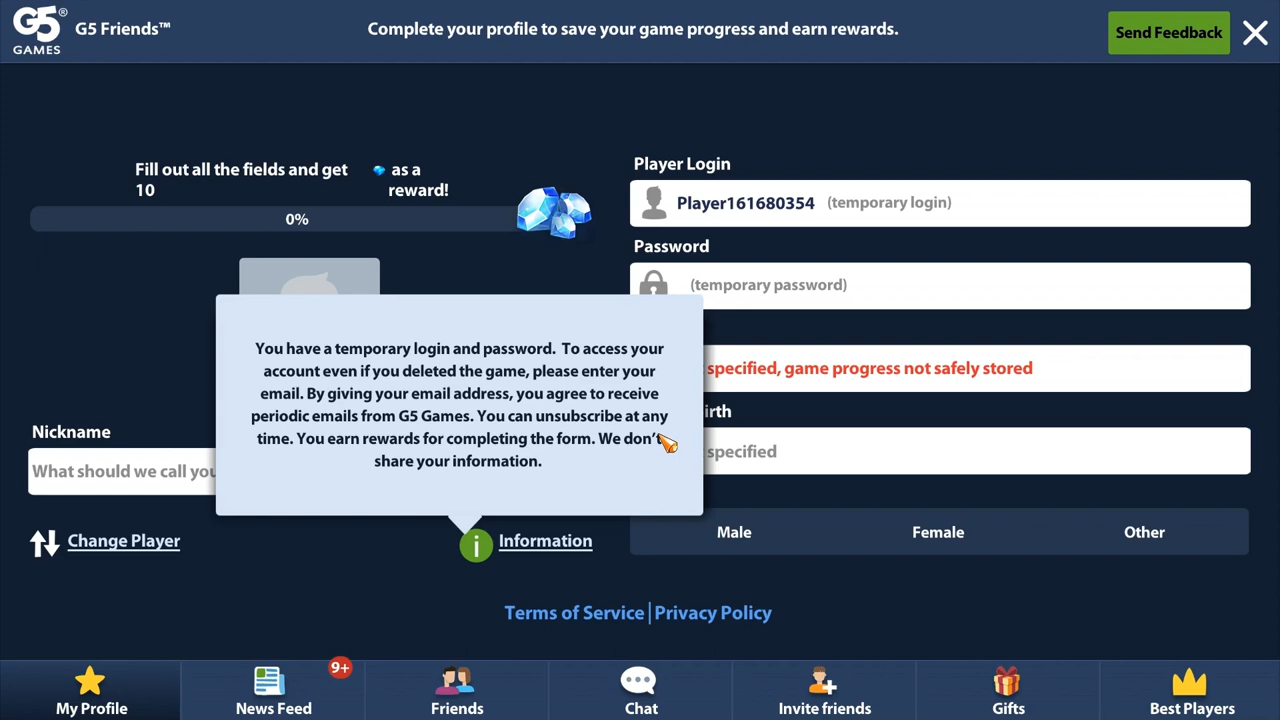 G5®
GAMES
G5 Friends™
Complete your profile to save your game progress and earn rewards.
Send Feedback
Fill out all the fields and get
10
as a
reward!
0%
Player Login
Player161680354 (temporary login)
Password
(temporary password)
specified, game progress not safely stored
irth
specified
You have a temporary login and password. To access your
account even if you deleted the game, please enter your
email. By giving your email address, you agree to receive
periodic emails from G5 Games. You can unsubscribe at any
time. You earn rewards for completing the form. We don't
share your information.
Nickname
What should we call you
Change Player
i Information
Male Female Other
Terms of Service | Privacy Policy
9+
My Profile News Feed Friends Chat Invite friends Gifts Best Players